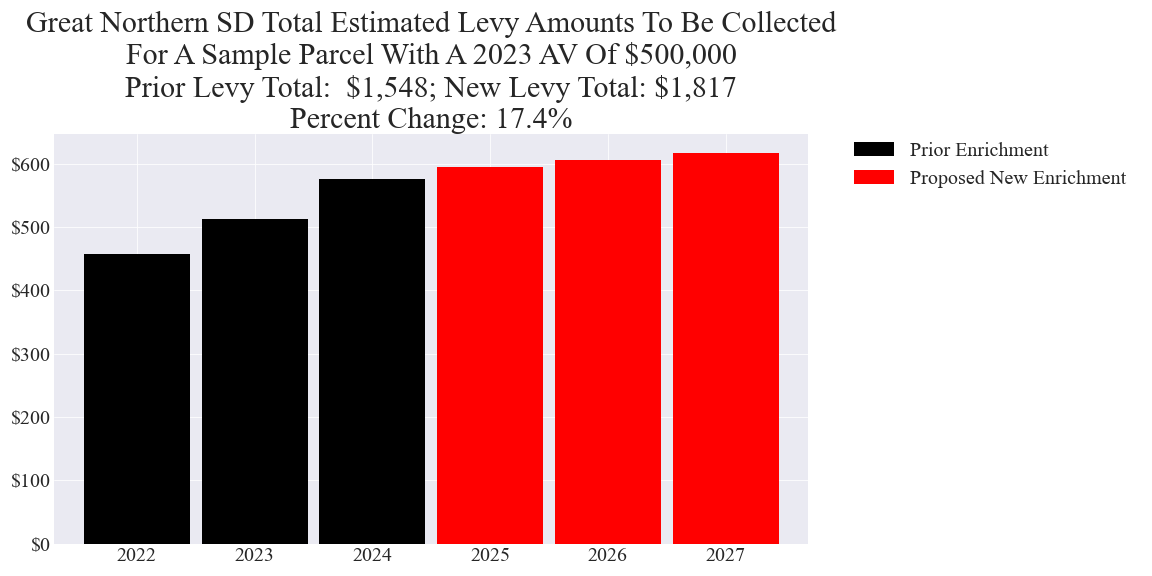 Great Northern SD Total Estimated Levy Amounts To Be Collected
For A Sample Parcel With A 2023 AV Of $500,000
Prior Levy Total:  $1,548; New Levy Total: $1,817
Percent Change: 17.4%
Prior Enrichment
Proposed New Enrichment
$600
$500
$400
$300
$200
$100
$0
2022 2023 2024 2025 2026 2027